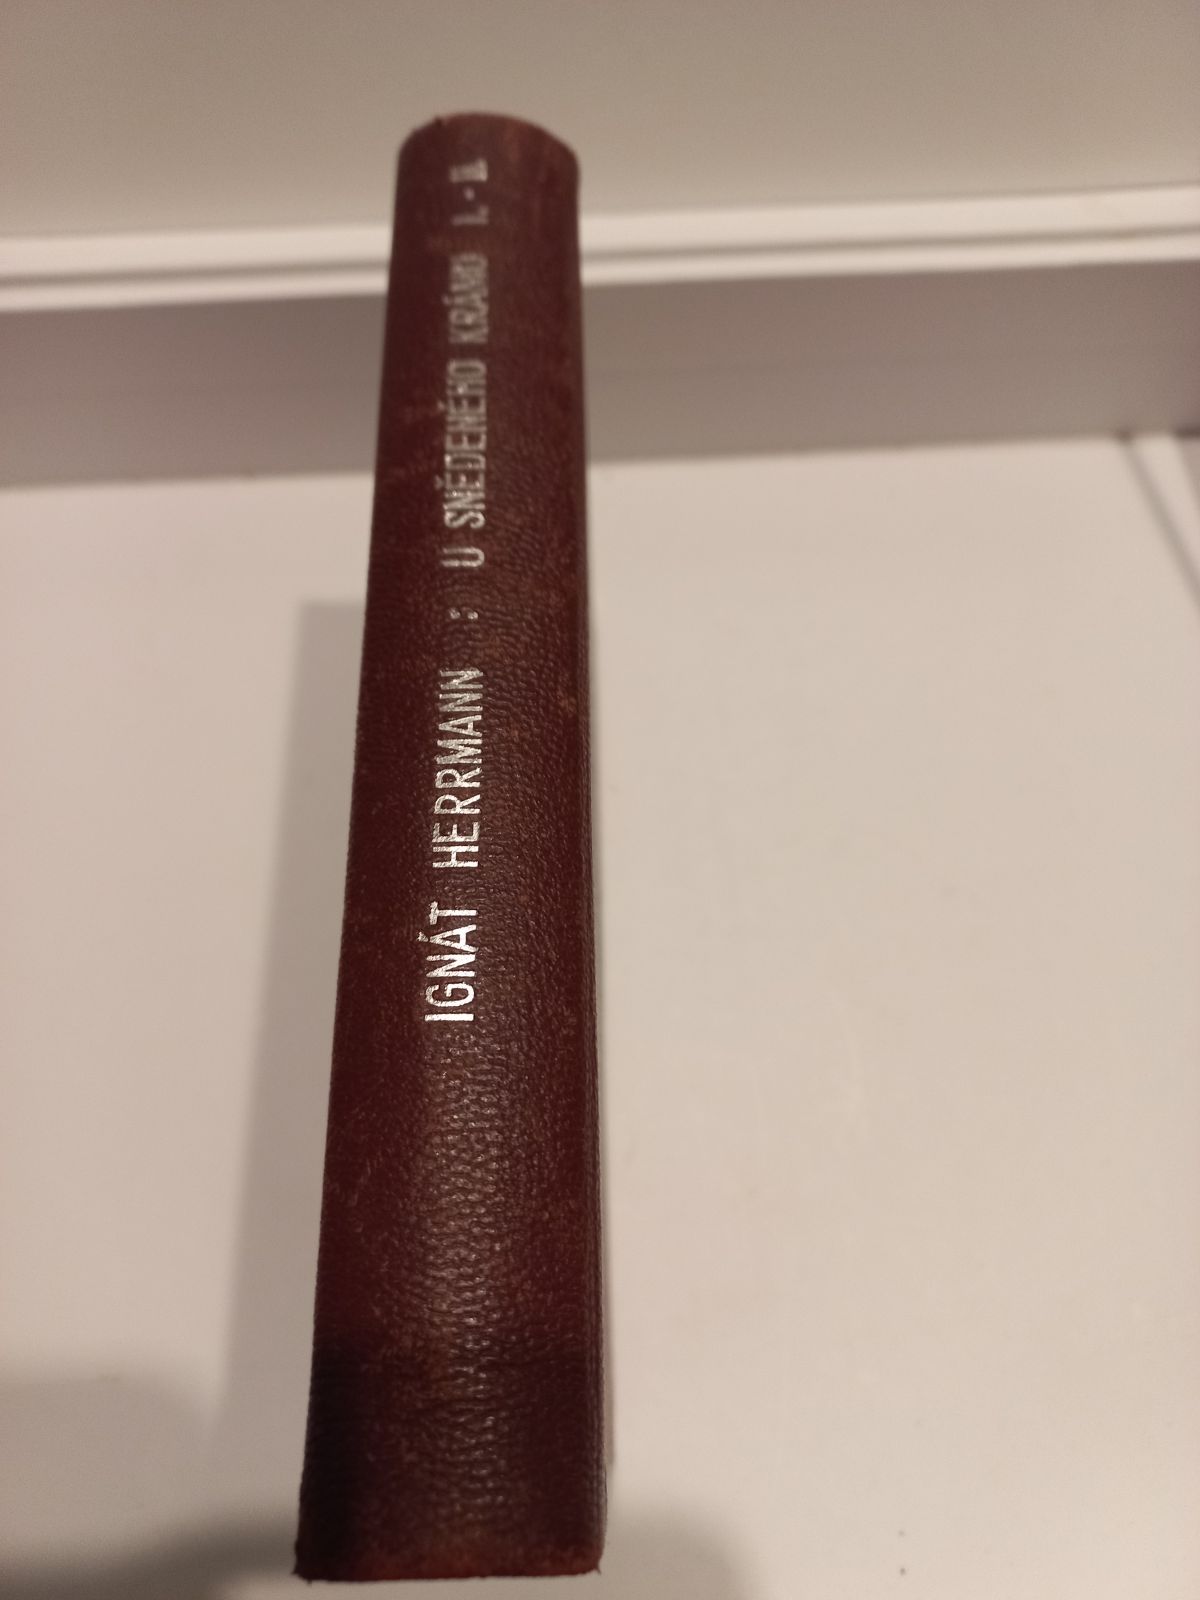 IGNÁT HERRMANN : U SNĚDENÉHO KRÁMU I.-II.